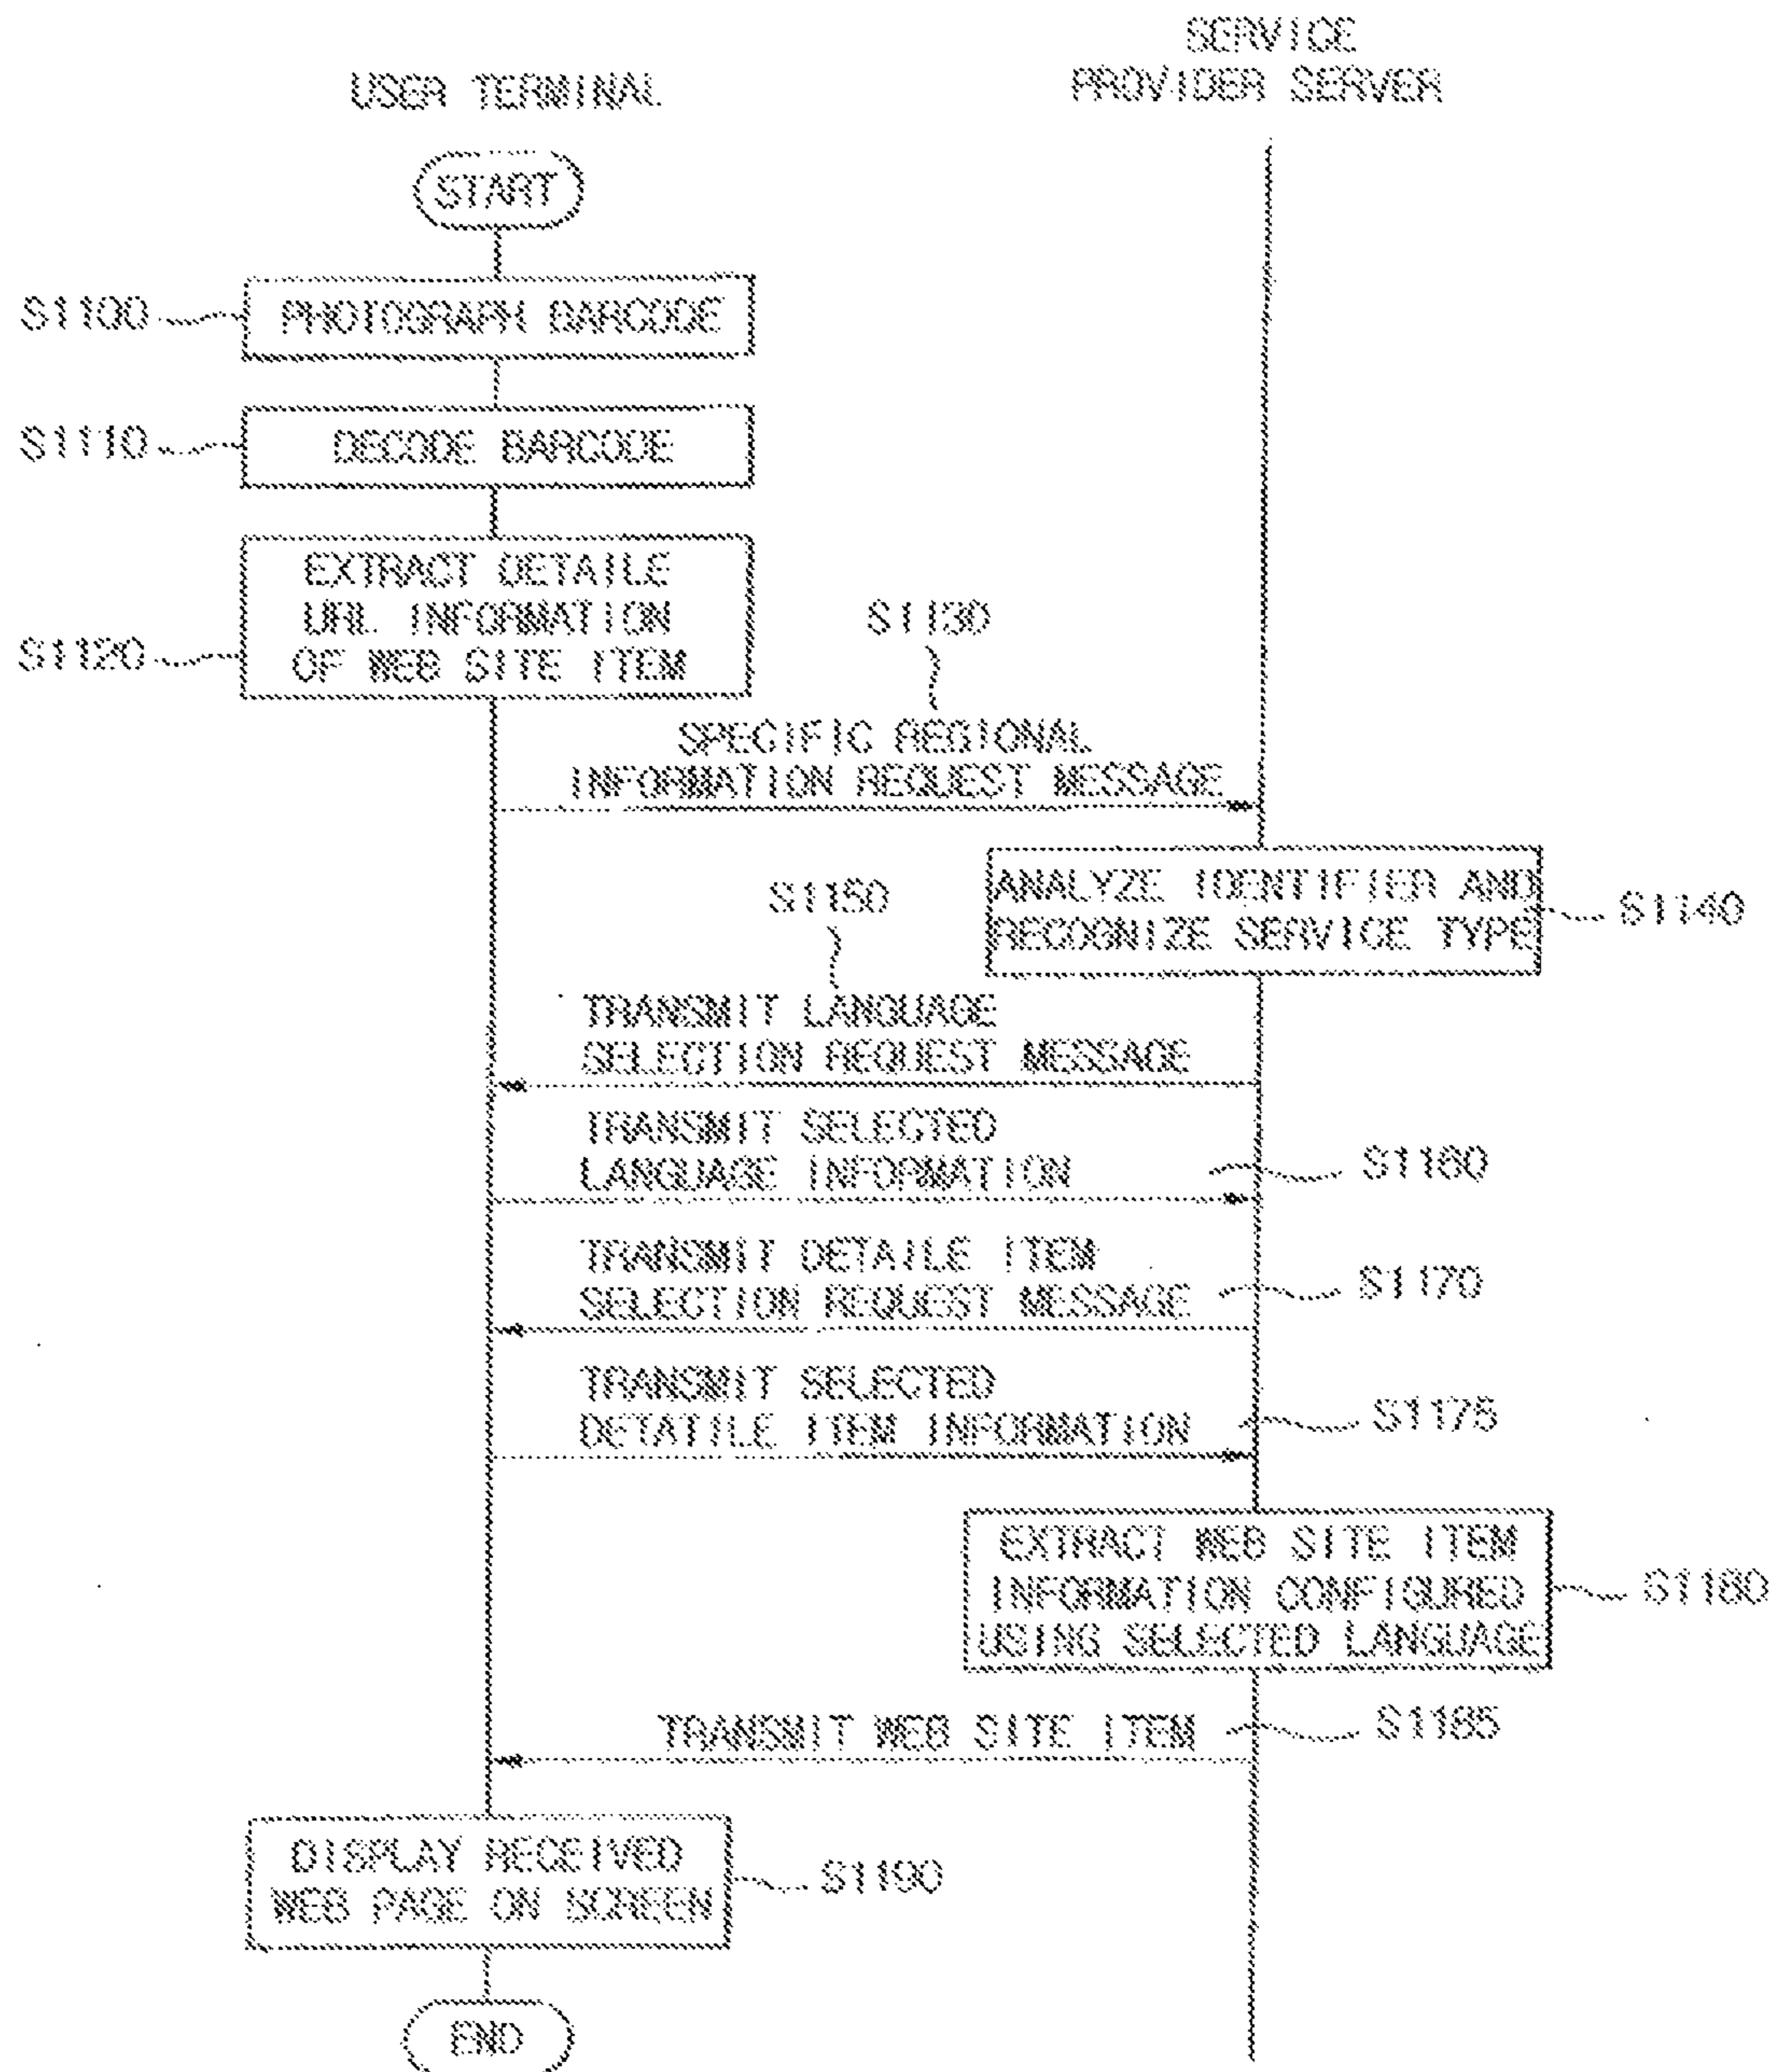 SERVICE
USER TERMINAL
PROVIDER SERVER
START
S1100
PHOTOGRAPH BARCODE
S1110
DECODE BARCODE
EXTRACT DETAILE
URL INFORMATION
S1120
OF WEB SITE ITEM
S1130
SPECIFIC REGIONAL
INFORMATION REQUEST MESSAGE
ANALYZE IDENTIFIER AND
RECOGNIZE SERVICE TYPE
S1140
S1150
TRANSMIT LANGUAGE
SELECTION REQUEST MESSAGE
TRANSMIT SELECTED
LANGUAGE INFORMATION
S1160
TRANSMIT DETAILE ITEM
SELECTION REQUEST MESSAGE
S1170
TRANSMIT SELECTED
DETATILE ITEM INFORMATION
S1175
EXTRACT WEB SITE ITEM
INFORMATION CONFIGURED
USING SELECTED LANGUAGE
S1180
TRANSMIT WEB SITE ITEM
S1185
DISPLAY RECEIVED
WEB PAGE ON SCREEN
S1190
END